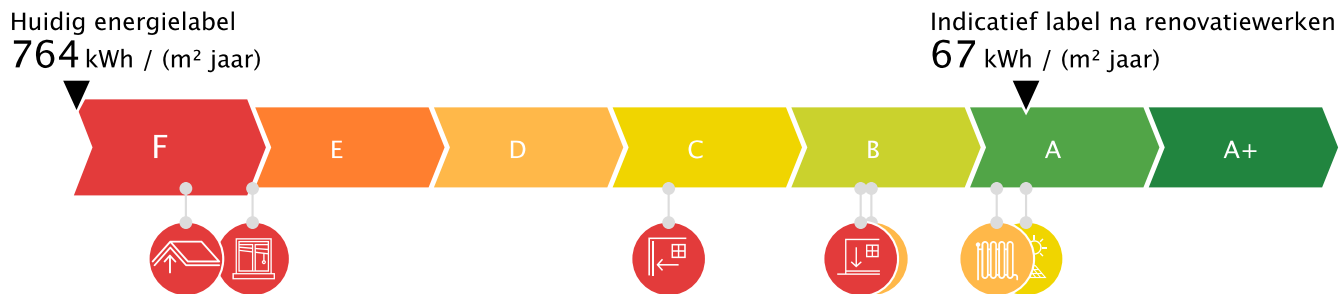 Huidig energielabel
764 kWh / (m² jaar)
Indicatief label na renovatiewerken
67 kWh / (m² jaar)
F
E
D
C
B
A
A+